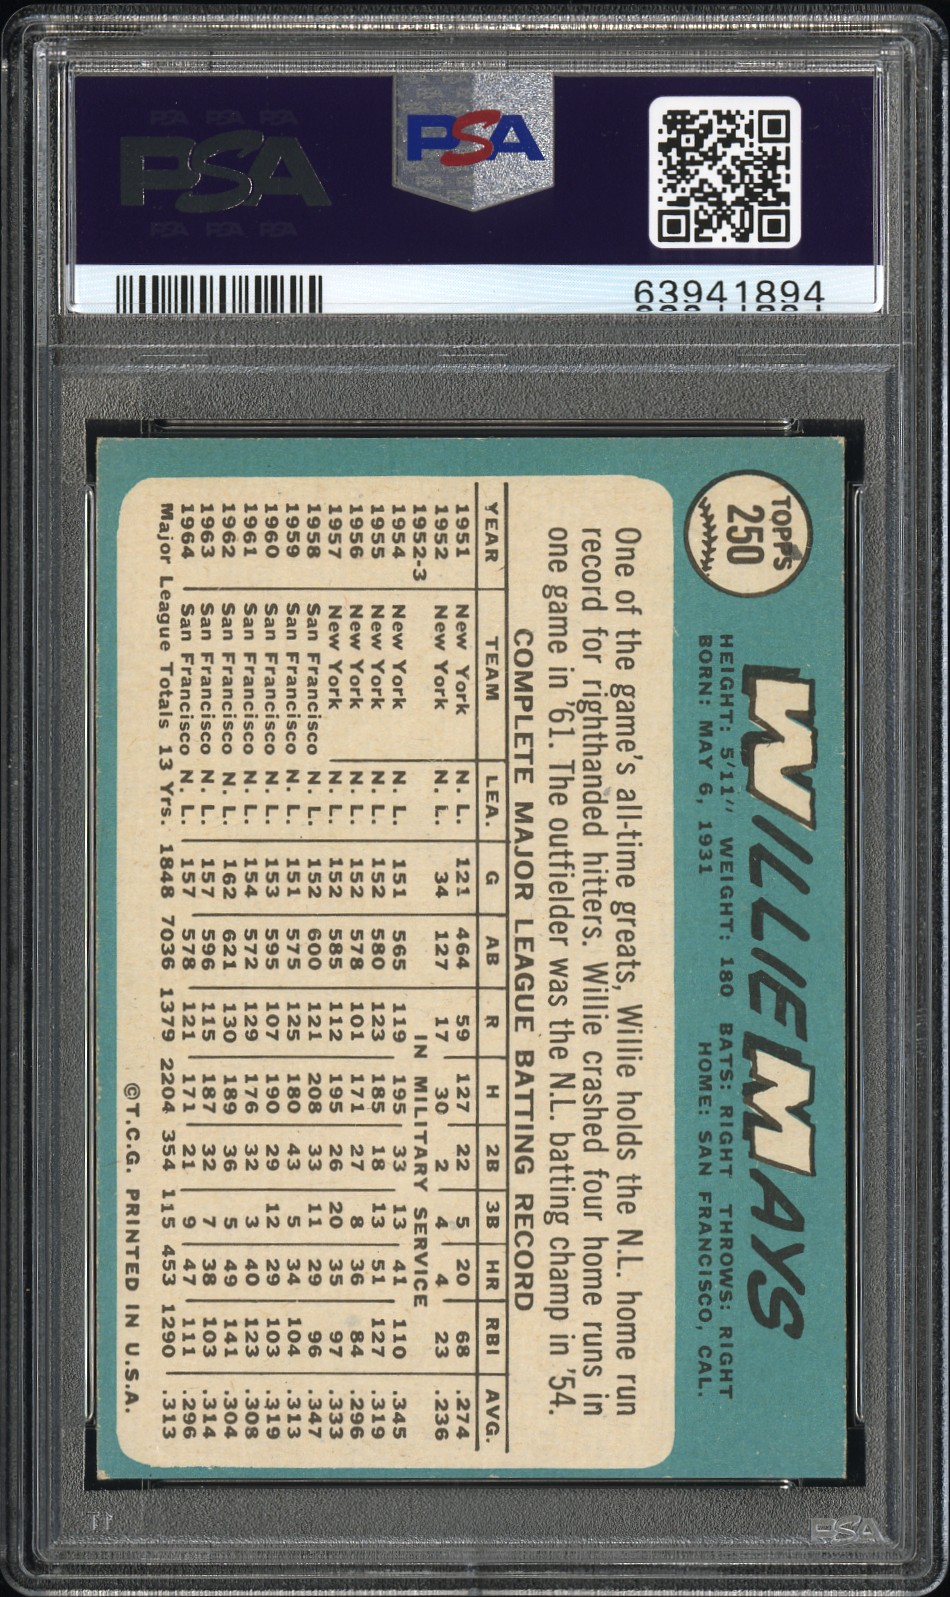 PSA PSA PSA
PSA
PSA PSA PSA
PSA
63941894
TOPPS
250
WILLIE MAYS
HEIGHT: 5'11" WEIGHT: 180 BATS: RIGHT THROWS: RIGHT
BORN: MAY 6, 1931 HOME: SAN FRANCISCO, CAL.
One of the game's all-time greats, Willie holds the N.L. home run
record for righthanded hitters. Willie crashed four home runs in
one game in '61. The outfielder was the N.L. batting champ in '54.
COMPLETE MAJOR LEAGUE BATTING RECORD
YEAR TEAM LEA. G AB R H 2B 3B HR RBI AVG.
1951 New York N. L. 121 464 59 127 22 5 20 68 .274
1952 New York N. L. 34 127 17 30 2 4 4 23 .236
1952-3 IN MILITARY SERVICE
1954 New York N. L. 151 565 119 195 33 13 41 110 .345
1955 New York N. L. 152 580 123 185 18 13 51 127 .319
1956 New York N. L. 152 578 101 171 27 8 36 84 .296
1957 New York N. L. 152 585 112 195 26 20 35 97 .333
1958 San Francisco N. L. 152 600 121 208 33 11 29 96 .347
1959 San Francisco N. L. 151 575 125 180 43 5 34 104 .313
1960 San Francisco N. L. 153 595 107 190 29 12 29 103 .319
1961 San Francisco N. L. 154 572 129 176 32 3 40 123 .308
1962 San Francisco N. L. 162 621 130 189 36 5 49 141 .304
1963 San Francisco N. L. 157 596 115 187 32 7 38 103 .314
1964 San Francisco N. L. 157 578 121 171 21 9 47 111 .296
Major League Totals 13 Yrs. 1848 7036 1379 2204 354 115 453 1290 .313
©T.C.G. PRINTED IN U.S.A.
PSA